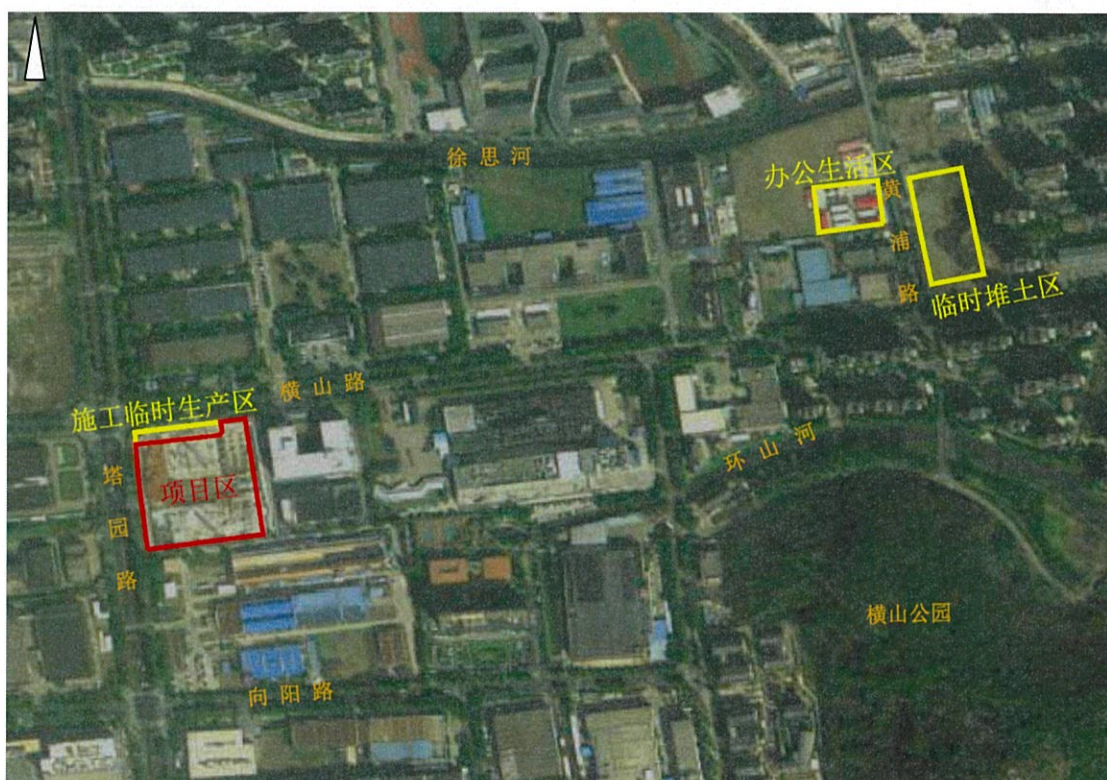 徐思河
办公生活区
黄浦路
临时堆土区
横山路
施工临时生产区
环山河
塔园路
项目区
横山公园
向阳路